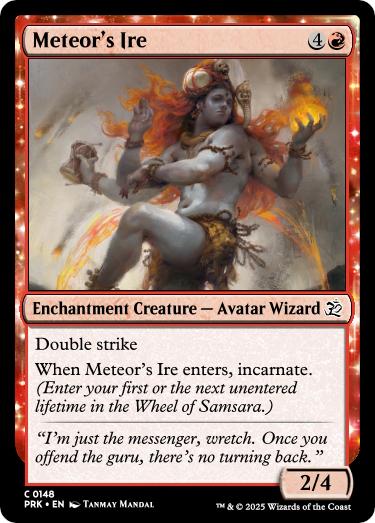 Meteor's Ire 4
Enchantment Creature — Avatar Wizard
Double strike
When Meteor's Ire enters, incarnate.
(Enter your first or the next unentered
lifetime in the Wheel of Samsara.)
"I'm just the messenger, wretch. Once you
offend the guru, there's no turning back."
2/4
C 0148
PRK • EN Tanmay Mandal
™ & © 2025 Wizards of the Coast